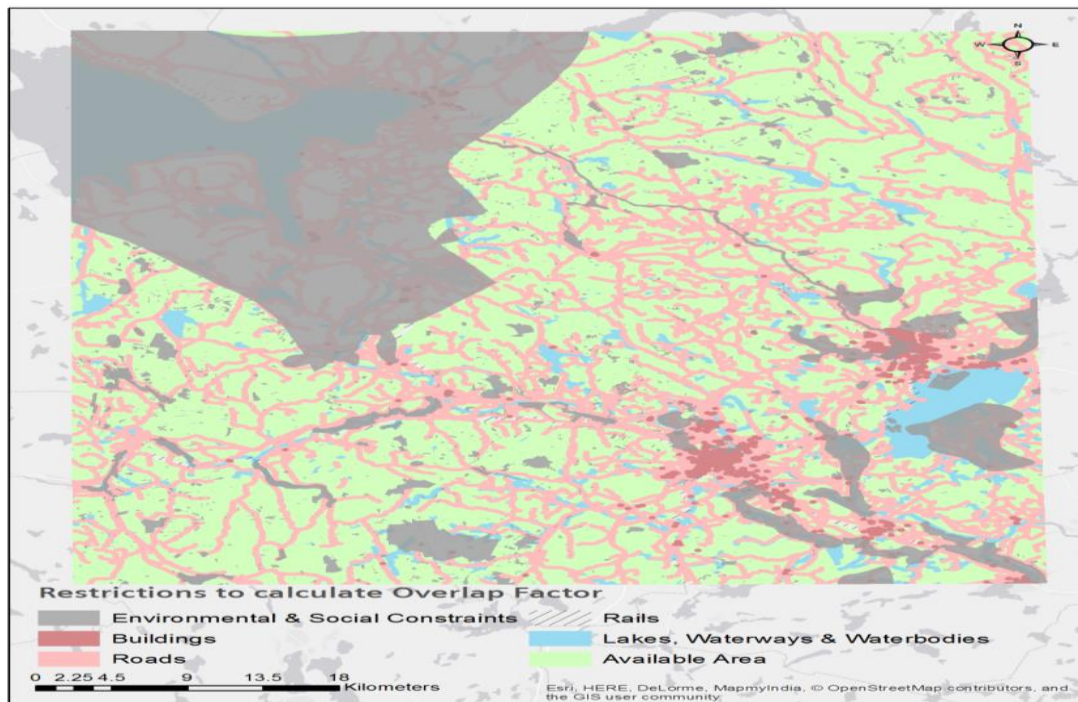 N
W E
S
Restrictions to calculate Overlap Factor
Environmental & Social Constraints
Rails
Buildings
Lakes, Waterways & Waterbodies
Roads
Available Area
0 2.25 4.5 9 13.5 18
Kilometers
Esri, HERE, DeLorme, MapmyIndia, © OpenStreetMap contributors, and
the GIS user community